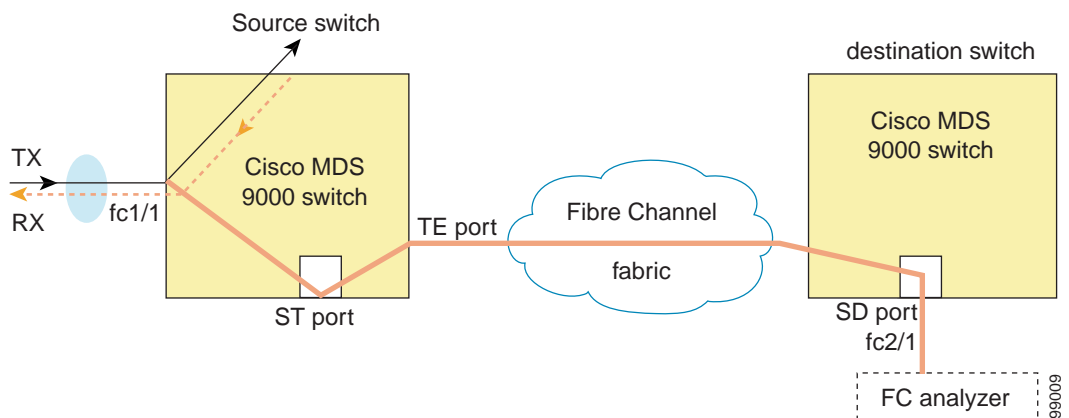 Source switch
destination switch
Cisco MDS
9000 switch
Cisco MDS
9000 switch
TX
RX
fc1/1
TE port
Fibre Channel
fabric
ST port
SD port
fc2/1
FC analyzer
99009